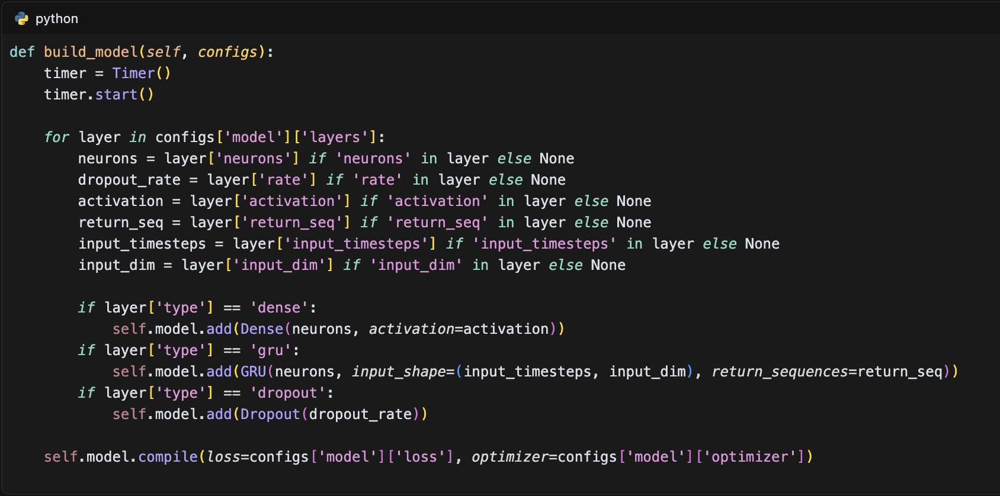 python
def build_model(self, configs):
    timer = Timer()
    timer.start()

    for layer in configs['model']['layers']:
        neurons = layer['neurons'] if 'neurons' in layer else None
        dropout_rate = layer['rate'] if 'rate' in layer else None
        activation = layer['activation'] if 'activation' in layer else None
        return_seq = layer['return_seq'] if 'return_seq' in layer else None
        input_timesteps = layer['input_timesteps'] if 'input_timesteps' in layer else None
        input_dim = layer['input_dim'] if 'input_dim' in layer else None

        if layer['type'] == 'dense':
            self.model.add(Dense(neurons, activation=activation))
        if layer['type'] == 'gru':
            self.model.add(GRU(neurons, input_shape=(input_timesteps, input_dim), return_sequences=return_seq))
        if layer['type'] == 'dropout':
            self.model.add(Dropout(dropout_rate))

    self.model.compile(loss=configs['model']['loss'], optimizer=configs['model']['optimizer'])